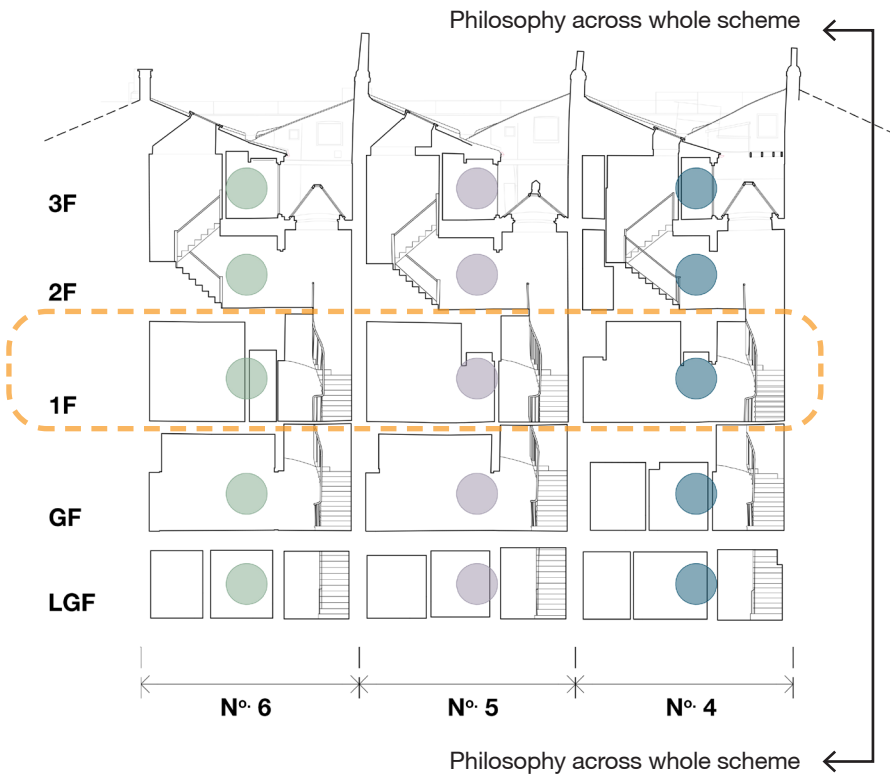 Philosophy across whole scheme
3F
2F
1F
GF
LGF
Nº· 6
Nº· 5
Nº· 4
Philosophy across whole scheme